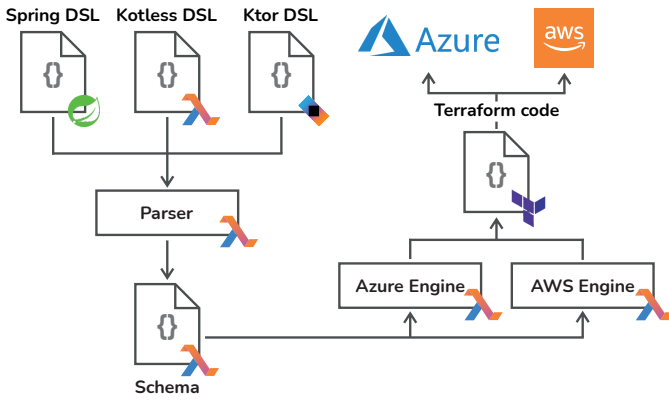 Spring DSL Kotless DSL Ktor DSL
{} {} {}
Parser
{}
Schema
Azure
aws
Terraform code
{}
Azure Engine AWS Engine